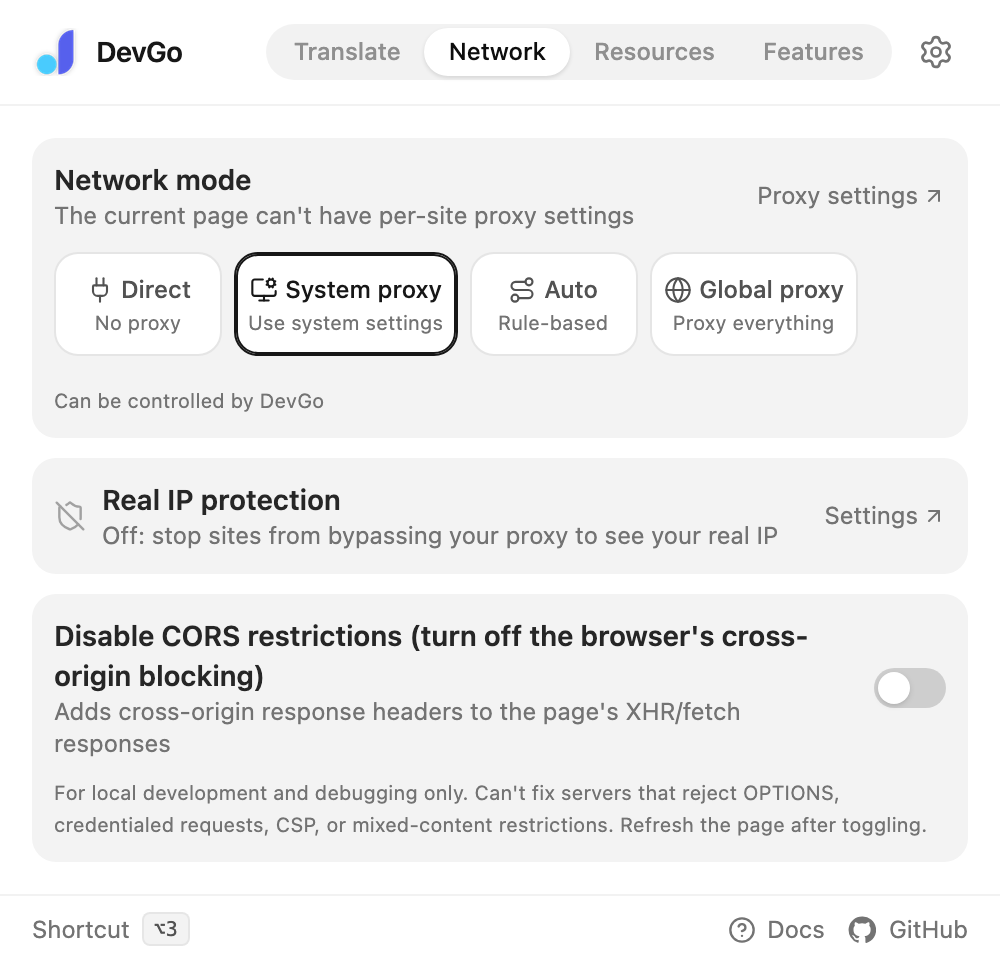 DevGo
Translate
Network
Resources
Features
Network mode
The current page can't have per-site proxy settings
Proxy settings
Direct
No proxy
System proxy
Use system settings
Auto
Rule-based
Global proxy
Proxy everything
Can be controlled by DevGo
Real IP protection
Off: stop sites from bypassing your proxy to see your real IP
Settings
Disable CORS restrictions (turn off the browser's cross-
origin blocking)
Adds cross-origin response headers to the page's XHR/fetch
responses
For local development and debugging only. Can't fix servers that reject OPTIONS,
credentialed requests, CSP, or mixed-content restrictions. Refresh the page after toggling.
Shortcut
⌥3
Docs
GitHub